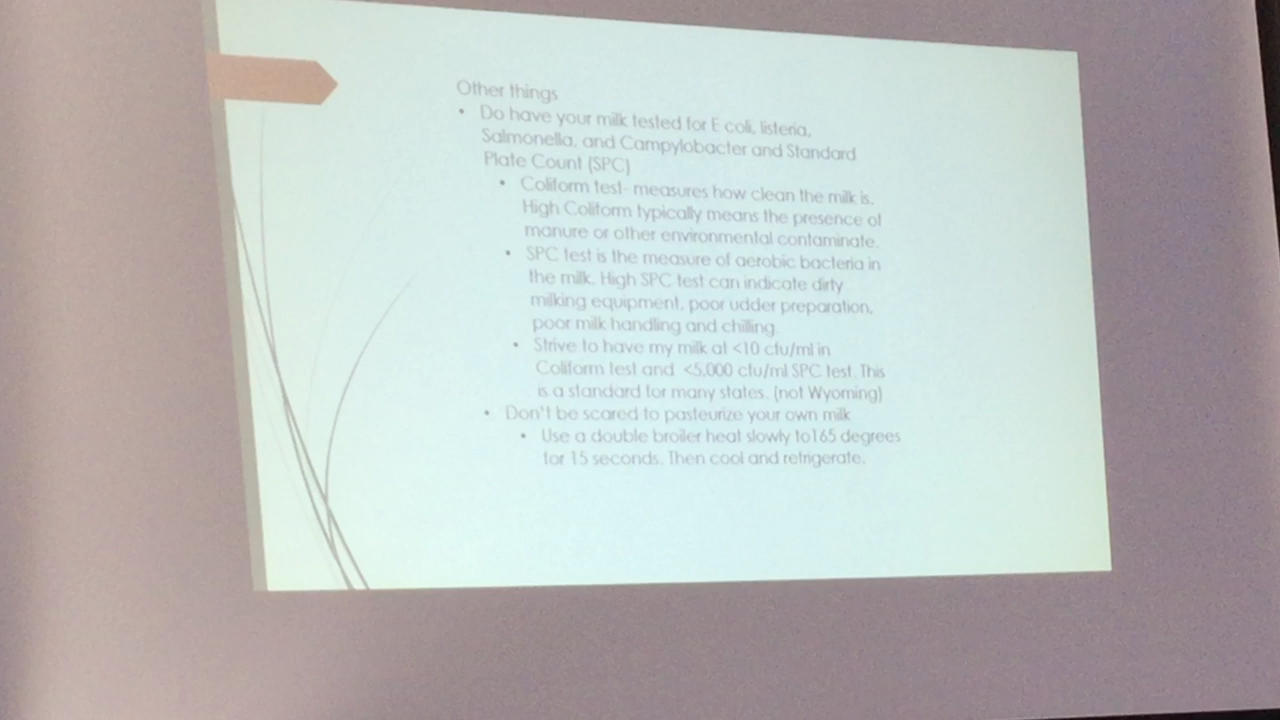 Other things
• Do have your milk tested for E coli, listeria,
Salmonella, and Campylobacter and Standard
Plate Count (SPC)
• Coliform test- measures how clean the milk is.
High Coliform typically means the presence of
manure or other environmental contaminate.
• SPC test is the measure of aerobic bacteria in
the milk. High SPC test can indicate dirty
milking equipment, poor udder preparation,
poor milk handling and chilling
• Strive to have my milk at <10 cfu/ml in
Coliform test and <5,000 cfu/ml SPC test. This
is a standard for many states. (not Wyoming)
• Don't be scared to pasteurize your own milk
• Use a double broiler heat slowly to165 degrees
for 15 seconds. Then cool and refrigerate.